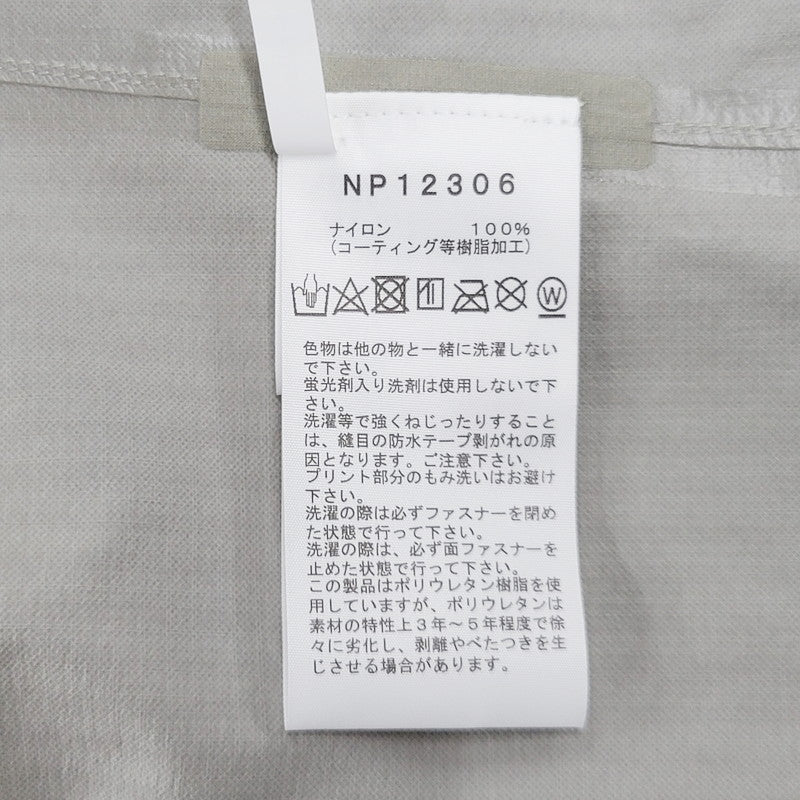 NP12306
ナイロン 100%
(コーティング等樹脂加工)
W
色物は他の物と一緒に洗濯しない
で下さい。
蛍光剤入り洗剤は使用しないで下
さい。
洗濯等で強くねじったりすること
は、縫目の防水テープ剥がれの原
因となります。ご注意下さい。
プリント部分のもみ洗いはお避け
下さい。
洗濯の際は必ずファスナーを閉め
た状態で行って下さい。
洗濯の際は、必ず面ファスナーを
止めた状態で行って下さい。
この製品はポリウレタン樹脂を使
用していますが、ポリウレタンは
素材の特性上3年～5年程度で徐
々に劣化し、剥離やべたつきを生
じさせる場合があります。